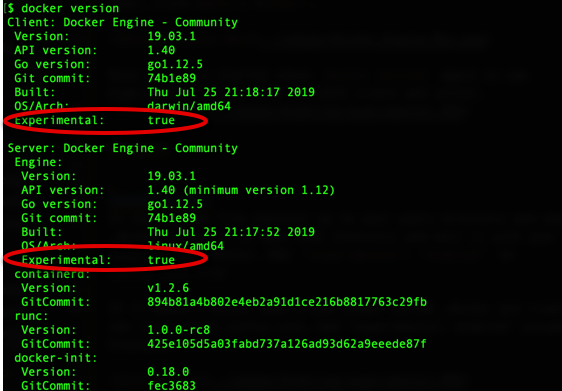 $ docker version
Client: Docker Engine - Community
Version: 19.03.1
API version: 1.40
Go version: go1.12.5
Git commit: 74b1e89
Built: Thu Jul 25 21:18:17 2019
OS/Arch: darwin/amd64
Experimental: true
Server: Docker Engine - Community
Engine:
Version: 19.03.1
API version: 1.40 (minimum version 1.12)
Go version: go1.12.5
Git commit: 74b1e89
Built: Thu Jul 25 21:17:52 2019
OS/Arch: linux/amd64
Experimental: true
containerd:
Version: v1.2.6
GitCommit: 894b81a4b802e4eb2a91d1ce216b8817763c29fb
runc:
Version: 1.0.0-rc8
GitCommit: 425e105d5a03fabd737a126ad93d62a9eeede87f
docker-init:
Version: 0.18.0
GitCommit: fec3683